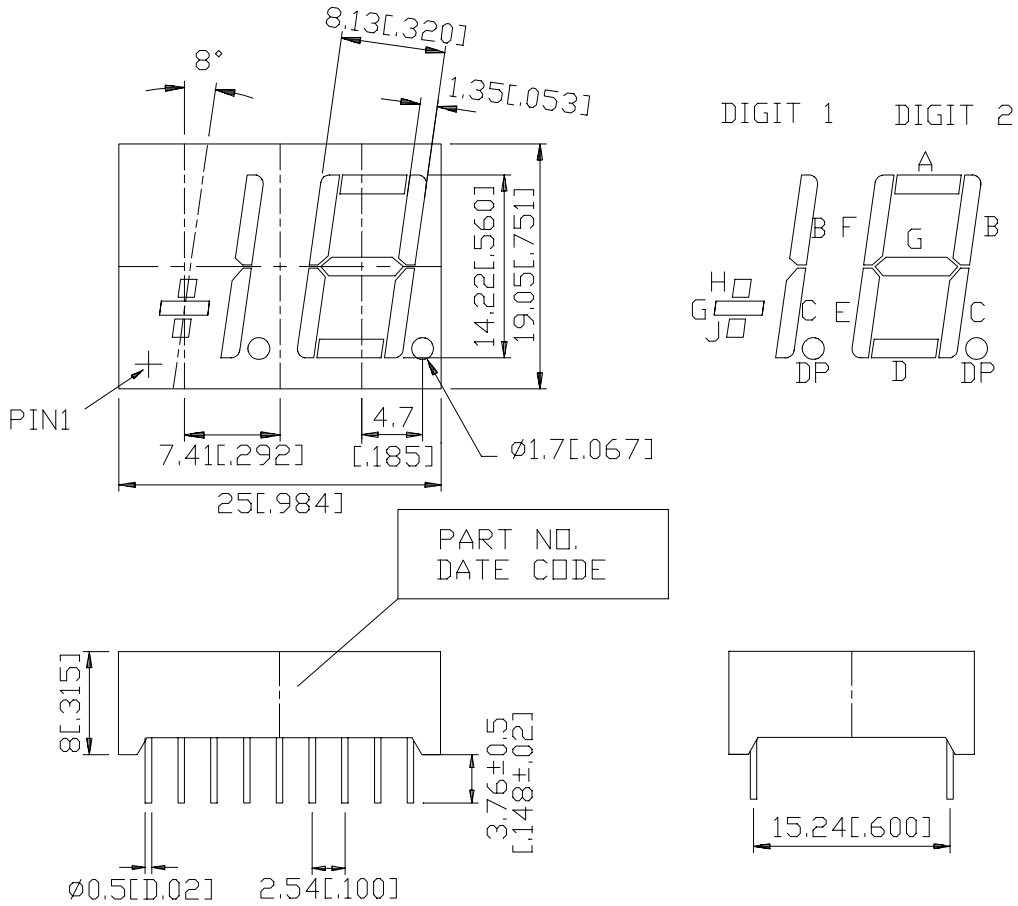 8.13[.320]
8°
1.35[.053]
DIGIT 1
DIGIT 2
A
B
F
B
G
14.22[.560]
19.05[.751]
H
G
C
E
C
J
DP
D
DP
PIN1
4.7
[.185]
7.41[.292]
ø1.7[.067]
25[.984]
PART NO.
DATE CODE
8[.315]
3.76±0.5
[.148±.02]
15.24[.600]
ø0.5[D.02]
2.54[.100]